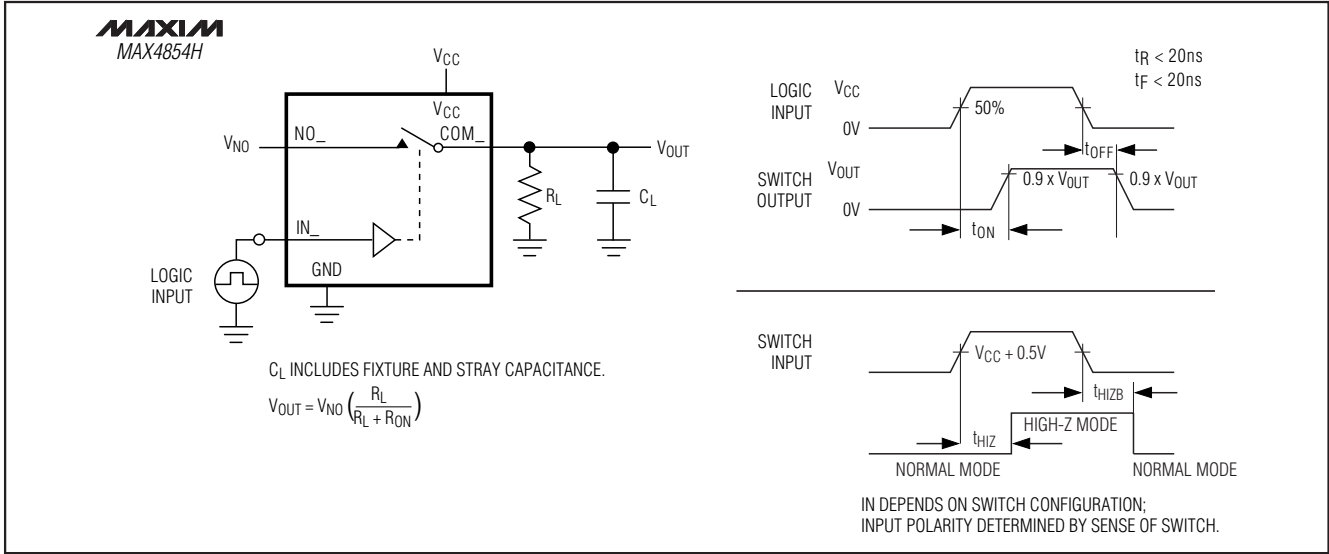 MAXIM
MAX4854H
VCC
VCC
NO_
COM_
VNO
VOUT
RL
CL
IN_
GND
LOGIC
INPUT
CL INCLUDES FIXTURE AND STRAY CAPACITANCE.
VOUT = VNO ( RL / RL + RON )
tR < 20ns
tF < 20ns
LOGIC
INPUT
VCC
0V
50%
tOFF
SWITCH
OUTPUT
VOUT
0V
0.9 x VOUT
0.9 x VOUT
tON
SWITCH
INPUT
VCC + 0.5V
tHIZB
HIGH-Z MODE
tHIZ
NORMAL MODE
NORMAL MODE
IN DEPENDS ON SWITCH CONFIGURATION;
INPUT POLARITY DETERMINED BY SENSE OF SWITCH.